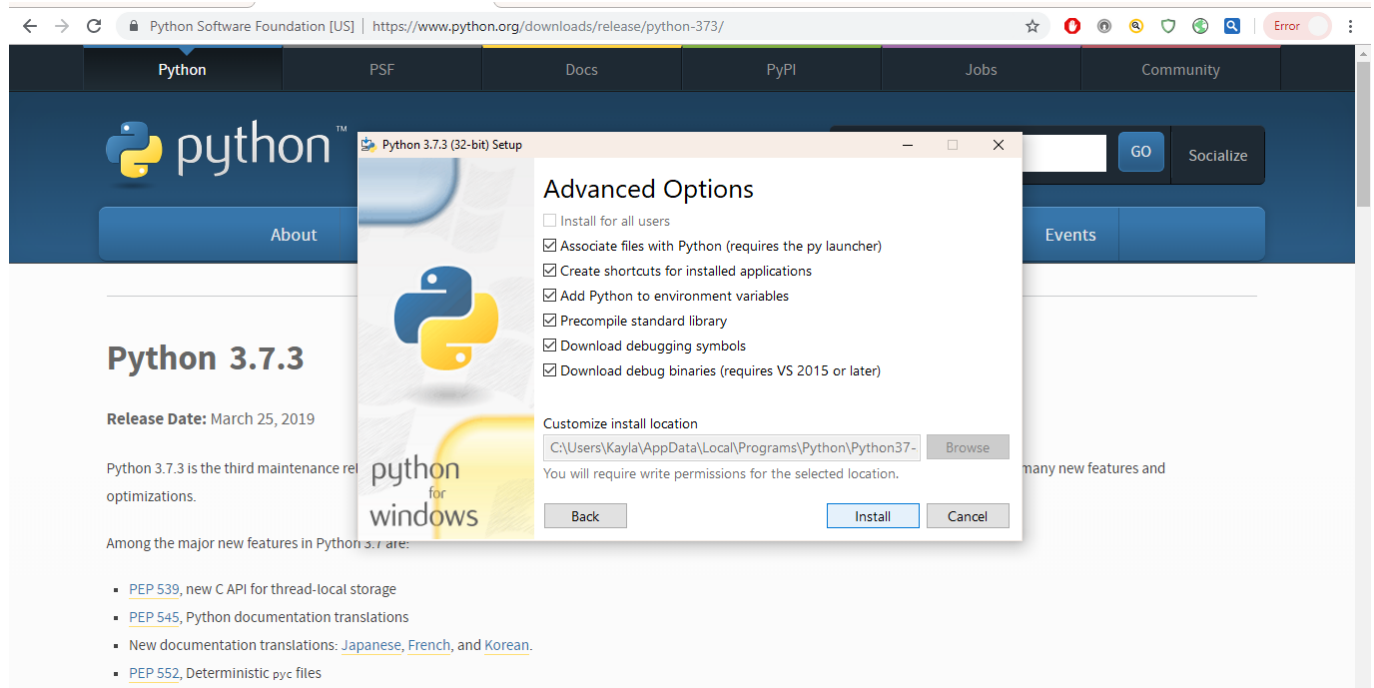 Python Software Foundation [US] | https://www.python.org/downloads/release/python-373/ Error
Python PSF Docs PyPI Jobs Community
python™ GO Socialize
About Events
Python 3.7.3 (32-bit) Setup
Advanced Options
Install for all users
Associate files with Python (requires the py launcher)
Create shortcuts for installed applications
Add Python to environment variables
Precompile standard library
Download debugging symbols
Download debug binaries (requires VS 2015 or later)
Customize install location
C:\Users\Kayla\AppData\Local\Programs\Python\Python37- Browse
You will require write permissions for the selected location.
Back Install Cancel
python
for
windows
Python 3.7.3
Release Date: March 25, 2019
Python 3.7.3 is the third maintenance rel many new features and
optimizations.
Among the major new features in Python 3.7 are:
PEP 539, new C API for thread-local storage
PEP 545, Python documentation translations
New documentation translations: Japanese, French, and Korean.
PEP 552, Deterministic pyc files